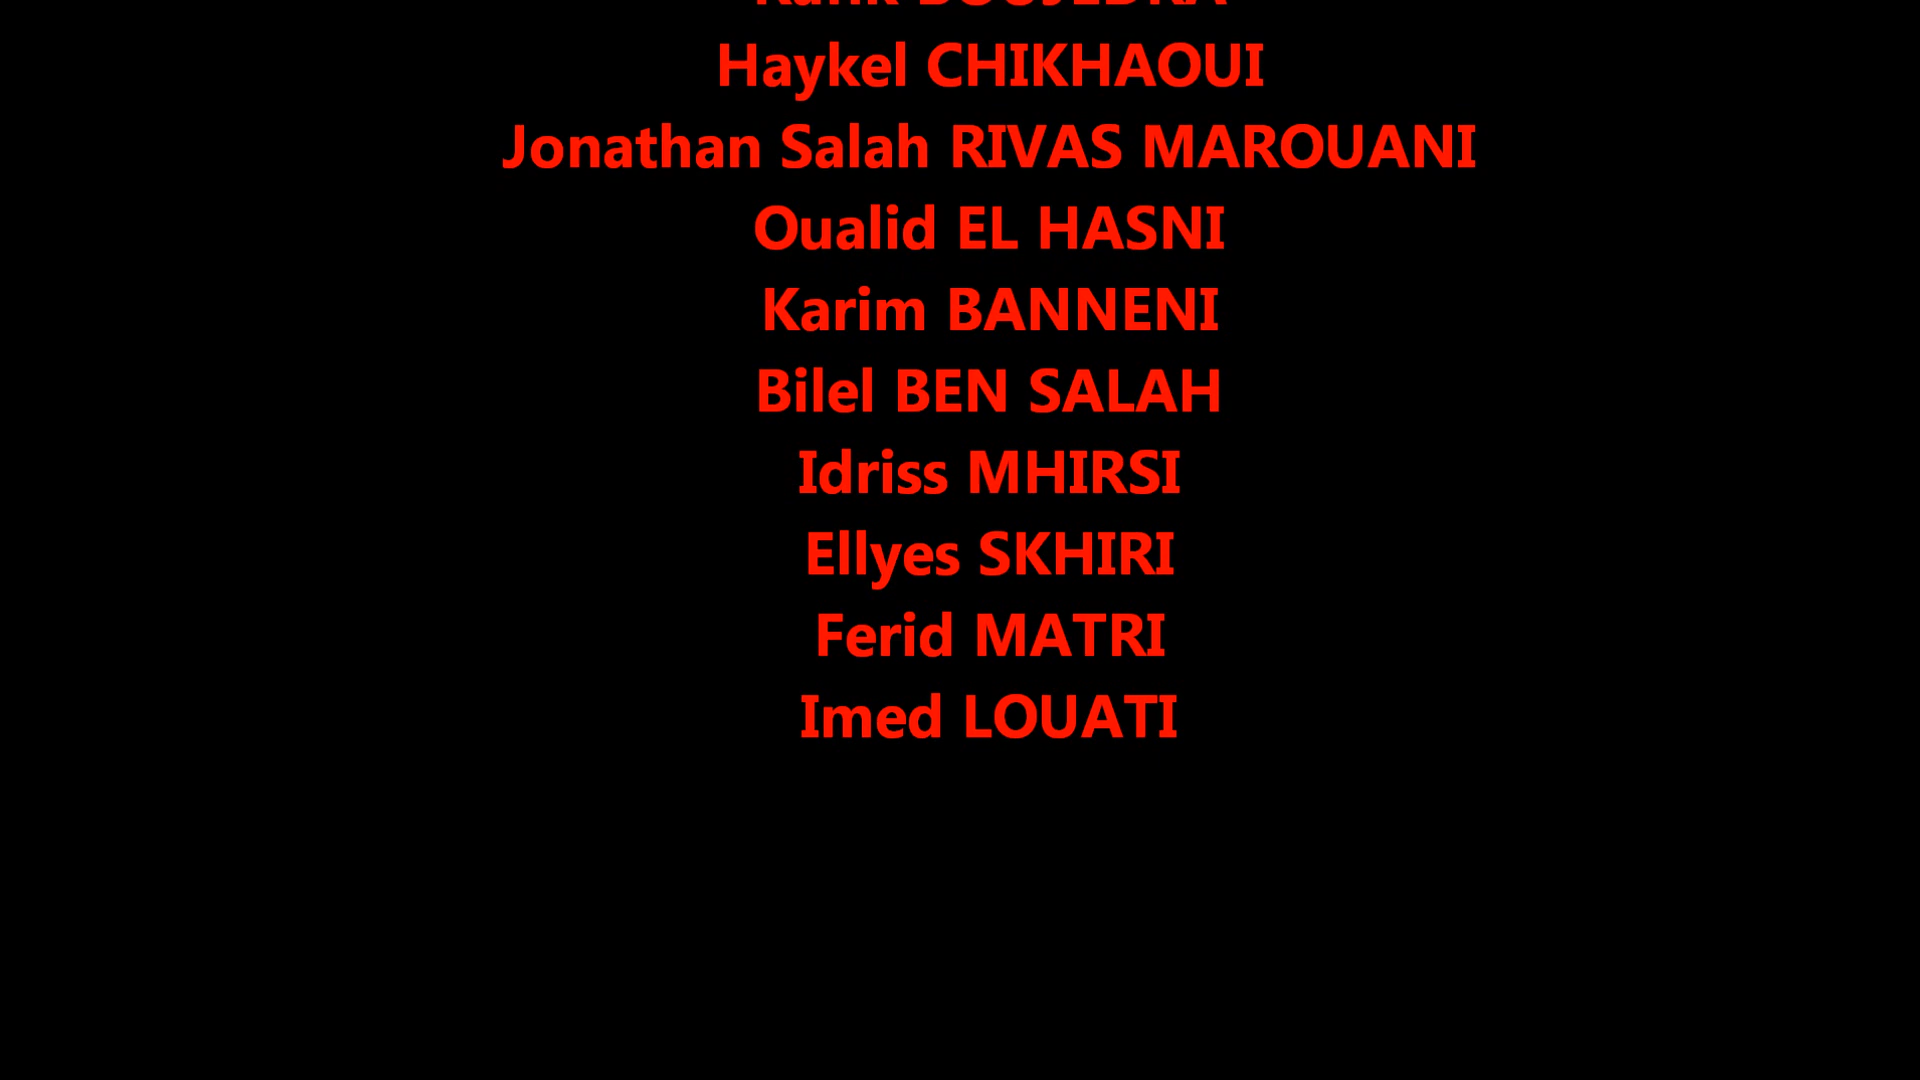 Haykel CHIKHAOUI
Jonathan Salah RIVAS MAROUANI
Oualid EL HASNI
Karim BANNENI
Bilel BEN SALAH
Idriss MHIRSI
Ellyes SKHIRI
Ferid MATRI
Imed LOUATI